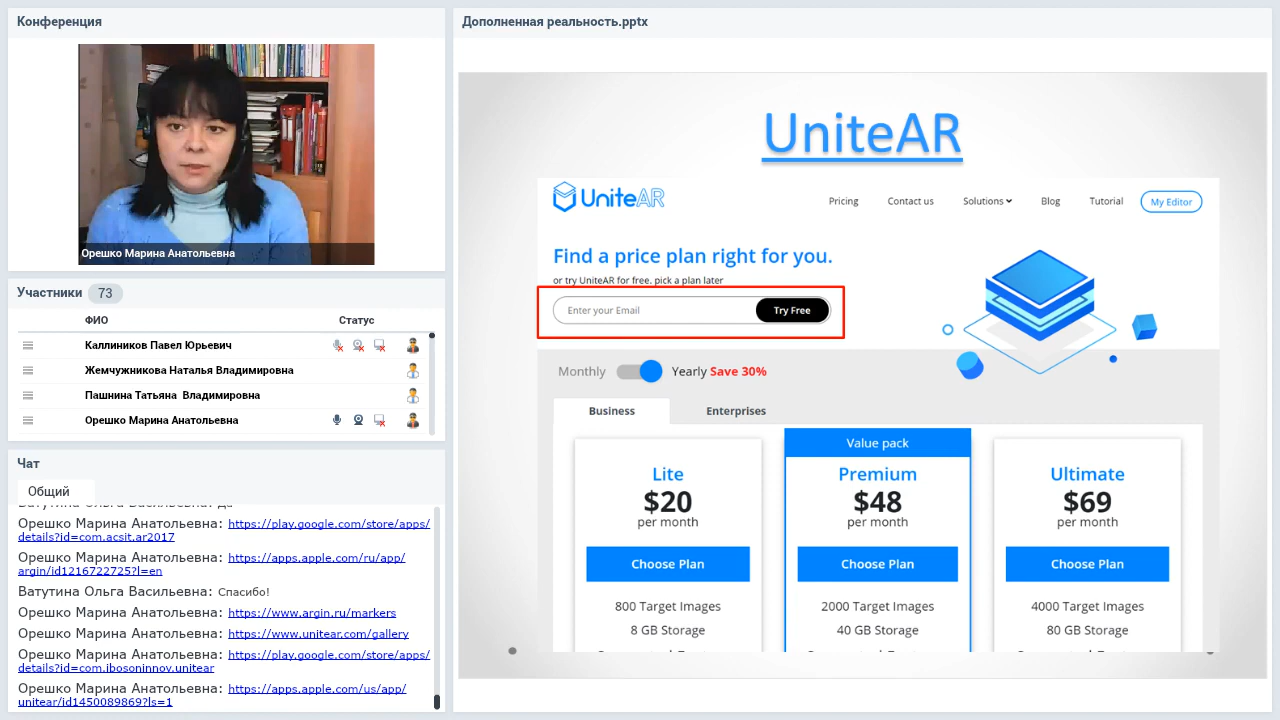 Конференция
Орешко Марина Анатольевна
Участники 73
ФИО Статус
Каллиников Павел Юрьевич
Жемчужникова Наталья Владимировна
Пашнина Татьяна Владимировна
Орешко Марина Анатольевна
Чат
Общий
Ватутина Ольга Васильевна: да
Орешко Марина Анатольевна: https://play.google.com/store/apps/
details?id=com.acsit.ar2017
Орешко Марина Анатольевна: https://apps.apple.com/ru/app/
argin/id1216722725?l=en
Ватутина Ольга Васильевна: Спасибо!
Орешко Марина Анатольевна: https://www.argin.ru/markers
Орешко Марина Анатольевна: https://www.unitear.com/gallery
Орешко Марина Анатольевна: https://play.google.com/store/apps/
details?id=com.ibosoninnov.unitear
Орешко Марина Анатольевна: https://apps.apple.com/us/app/
unitear/id1450089869?ls=1
Дополненная реальность.pptx
UniteAR
UniteAR
Pricing Contact us Solutions Blog Tutorial My Editor
Find a price plan right for you.
or try UniteAR for free. pick a plan later
Enter your Email Try Free
Monthly Yearly Save 30%
Business Enterprises
Value pack
Lite Premium Ultimate
$20 $48 $69
per month per month per month
Choose Plan Choose Plan Choose Plan
800 Target Images 2000 Target Images 4000 Target Images
8 GB Storage 40 GB Storage 80 GB Storage